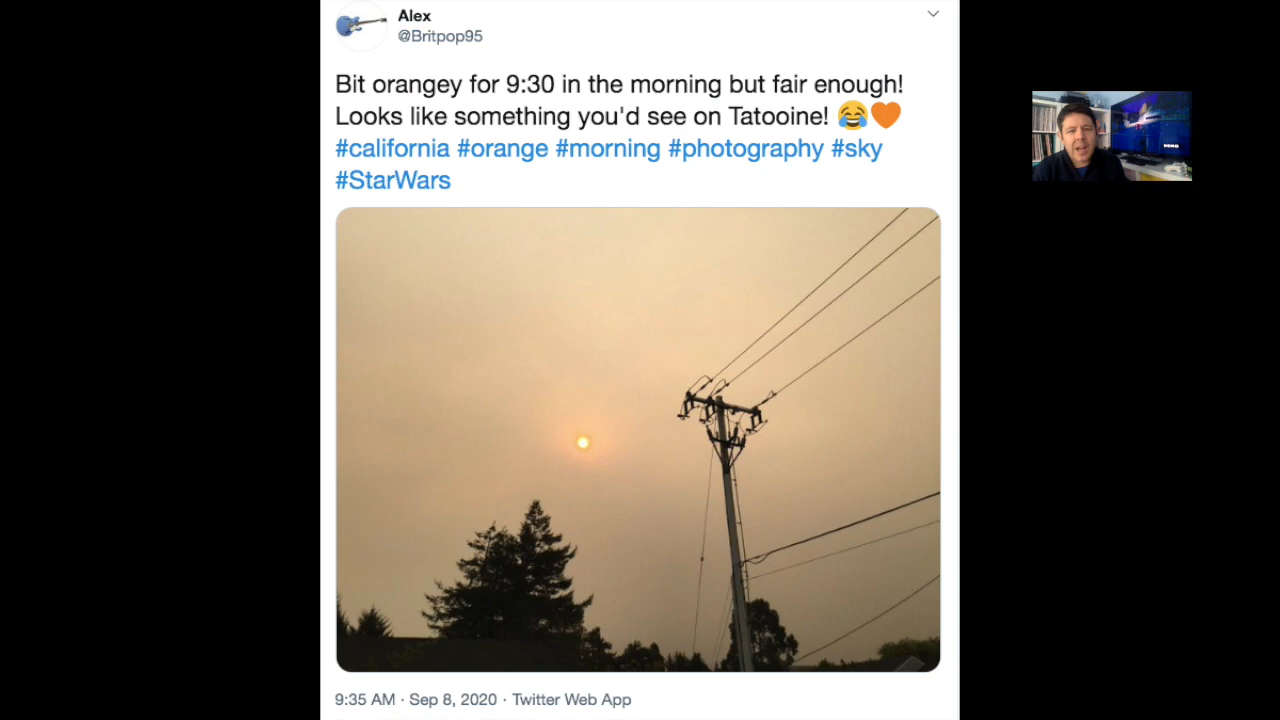 Alex
@Britpop95
Bit orangey for 9:30 in the morning but fair enough!
Looks like something you'd see on Tatooine! 😂🧡
#california #orange #morning #photography #sky
#StarWars
9:35 AM · Sep 8, 2020 · Twitter Web App